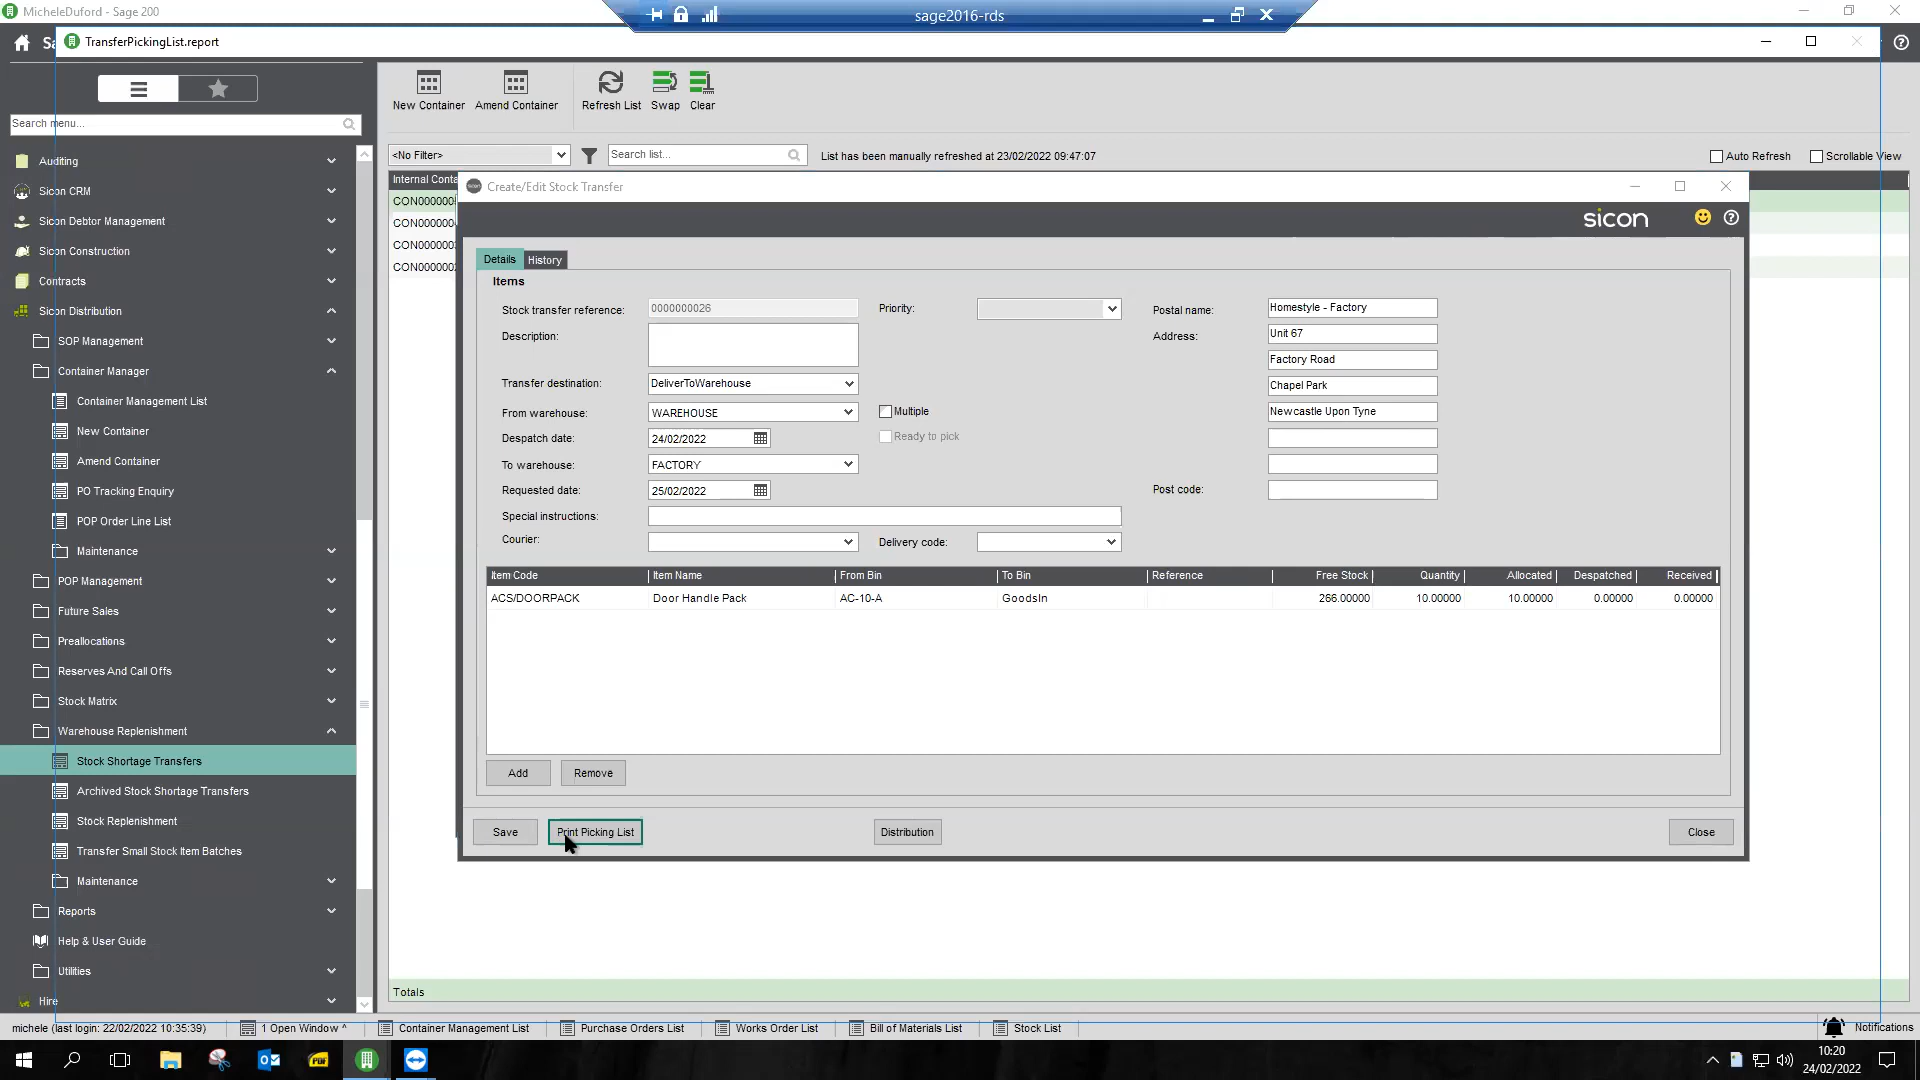 MicheleDuford - Sage 200
sage2016-rds
TransferPickingList.report
Search menu...
Auditing
Sicon CRM
Sicon Debtor Management
Sicon Construction
Contracts
Sicon Distribution
SOP Management
Container Manager
Container Management List
New Container
Amend Container
PO Tracking Enquiry
POP Order Line List
Maintenance
POP Management
Future Sales
Preallocations
Reserves And Call Offs
Stock Matrix
Warehouse Replenishment
Stock Shortage Transfers
Archived Stock Shortage Transfers
Stock Replenishment
Transfer Small Stock Item Batches
Maintenance
Reports
Help & User Guide
Utilities
Hire
New Container Amend Container Refresh List Swap Clear
<No Filter> Search list... List has been manually refreshed at 23/02/2022 09:47:07 Auto Refresh Scrollable View
Internal Conta
Create/Edit Stock Transfer
sicon
Details History
Items
Stock transfer reference: 0000000026 Priority: Postal name: Homestyle - Factory
Description: Address: Unit 67
Factory Road
Transfer destination: DeliverToWarehouse Chapel Park
From warehouse: WAREHOUSE Multiple Newcastle Upon Tyne
Despatch date: 24/02/2022 Ready to pick
To warehouse: FACTORY
Requested date: 25/02/2022 Post code:
Special instructions:
Courier: Delivery code:
Item Code Item Name From Bin To Bin Reference Free Stock Quantity Allocated Despatched Received
ACS/DOORPACK Door Handle Pack AC-10-A GoodsIn 266.00000 10.00000 10.00000 0.00000 0.00000
Add Remove
Save Print Picking List Distribution Close
Totals
michele (last login: 22/02/2022 10:35:39) 1 Open Window ^ Container Management List Purchase Orders List Works Order List Bill of Materials List Stock List Notifications
10:20
24/02/2022